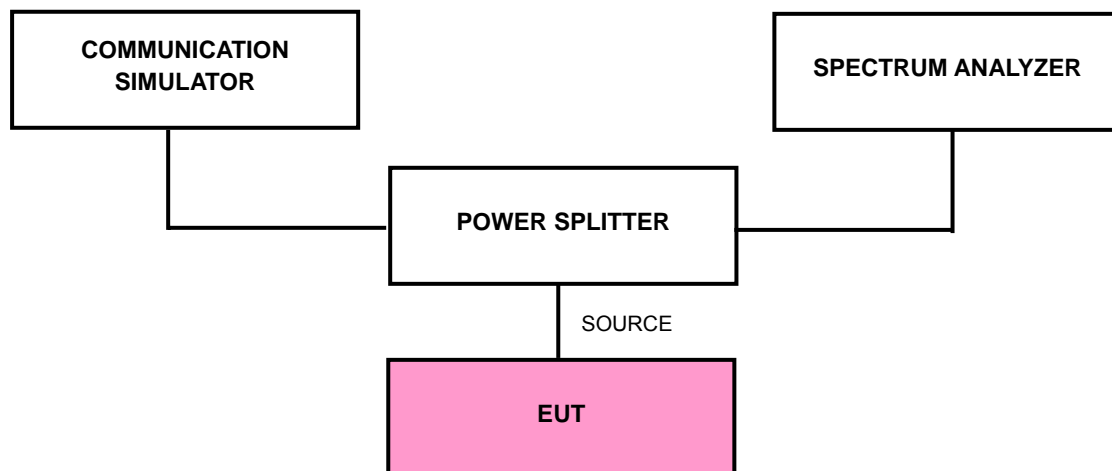 COMMUNICATION
SIMULATOR
SPECTRUM ANALYZER
POWER SPLITTER
SOURCE
EUT